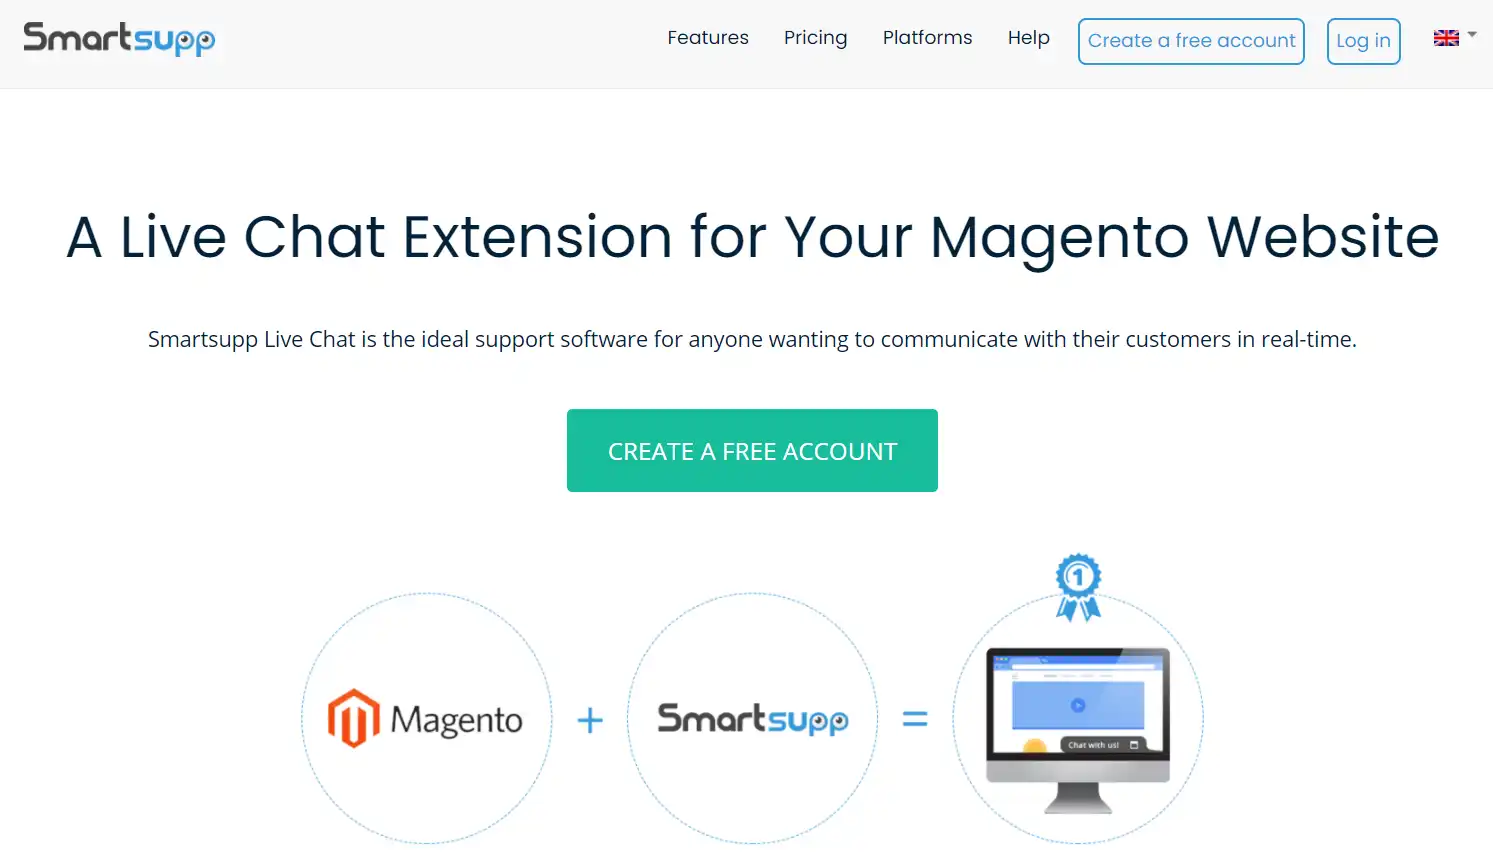 Smartsupp
Features
Pricing
Platforms
Help
Create a free account
Log in
A Live Chat Extension for Your Magento Website
Smartsupp Live Chat is the ideal support software for anyone wanting to communicate with their customers in real-time.
CREATE A FREE ACCOUNT
1
Magento
+
Smartsupp
=
Chat with us!